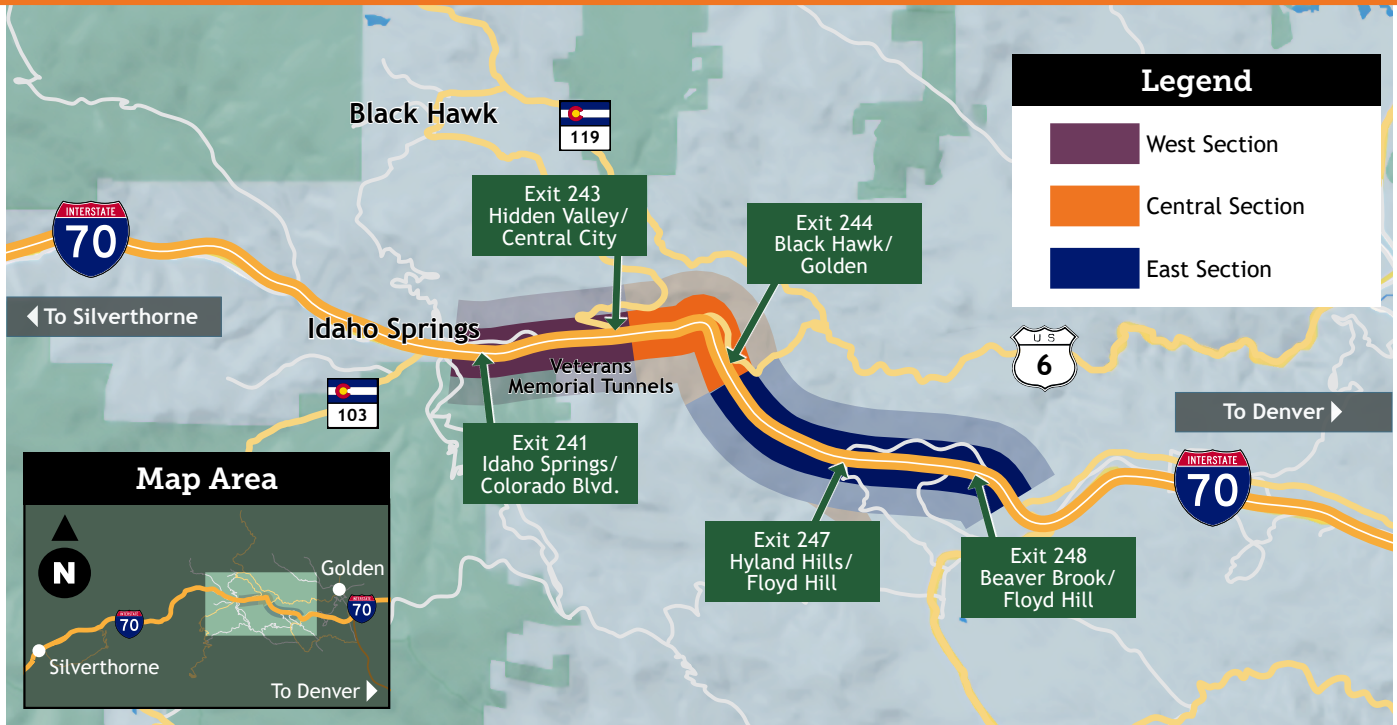 Black Hawk
119
Legend
West Section
Central Section
East Section
Exit 243
Hidden Valley/
Central City
Exit 244
Black Hawk/
Golden
INTERSTATE
70
To Silverthorne
Idaho Springs
Veterans
Memorial Tunnels
US
6
103
To Denver
Exit 241
Idaho Springs/
Colorado Blvd.
INTERSTATE
70
Exit 247
Hyland Hills/
Floyd Hill
Exit 248
Beaver Brook/
Floyd Hill
Map Area
N
Golden
INTERSTATE
70
INTERSTATE
70
Silverthorne
To Denver